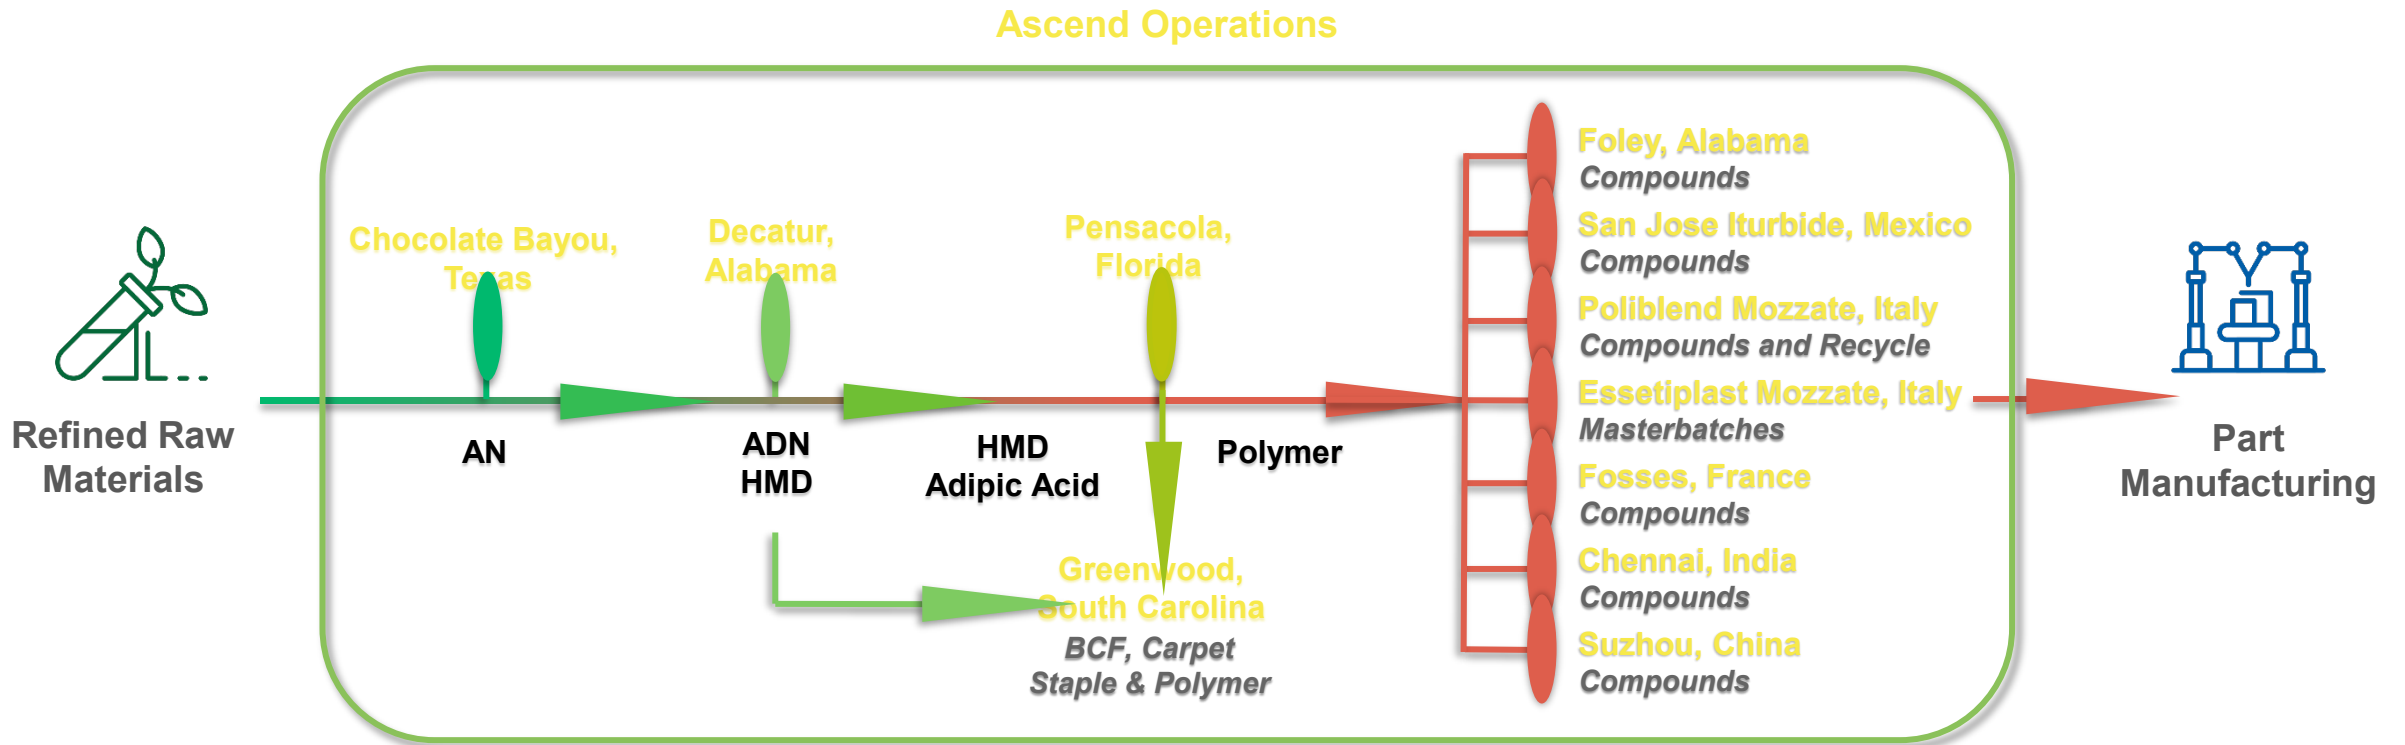 Ascend Operations
Refined Raw
Materials
Chocolate Bayou,
Texas
AN
Decatur,
Alabama
ADN
HMD
HMD
Adipic Acid
Pensacola,
Florida
Polymer
Greenwood,
South Carolina
BCF, Carpet
Staple & Polymer
Foley, Alabama
Compounds
San Jose Iturbide, Mexico
Compounds
Poliblend Mozzate, Italy
Compounds and Recycle
Essetiplast Mozzate, Italy
Masterbatches
Fosses, France
Compounds
Chennai, India
Compounds
Suzhou, China
Compounds
Part
Manufacturing